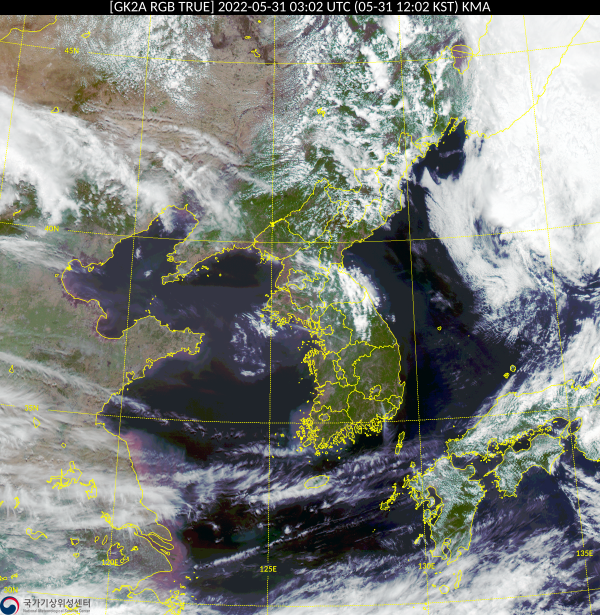 [GK2A RGB TRUE] 2022-05-31 03:02 UTC (05-31 12:02 KST) KMA
45N
40N
120E
125E
130E
135E
국가기상위성센터
National Meteorological Satellite Center